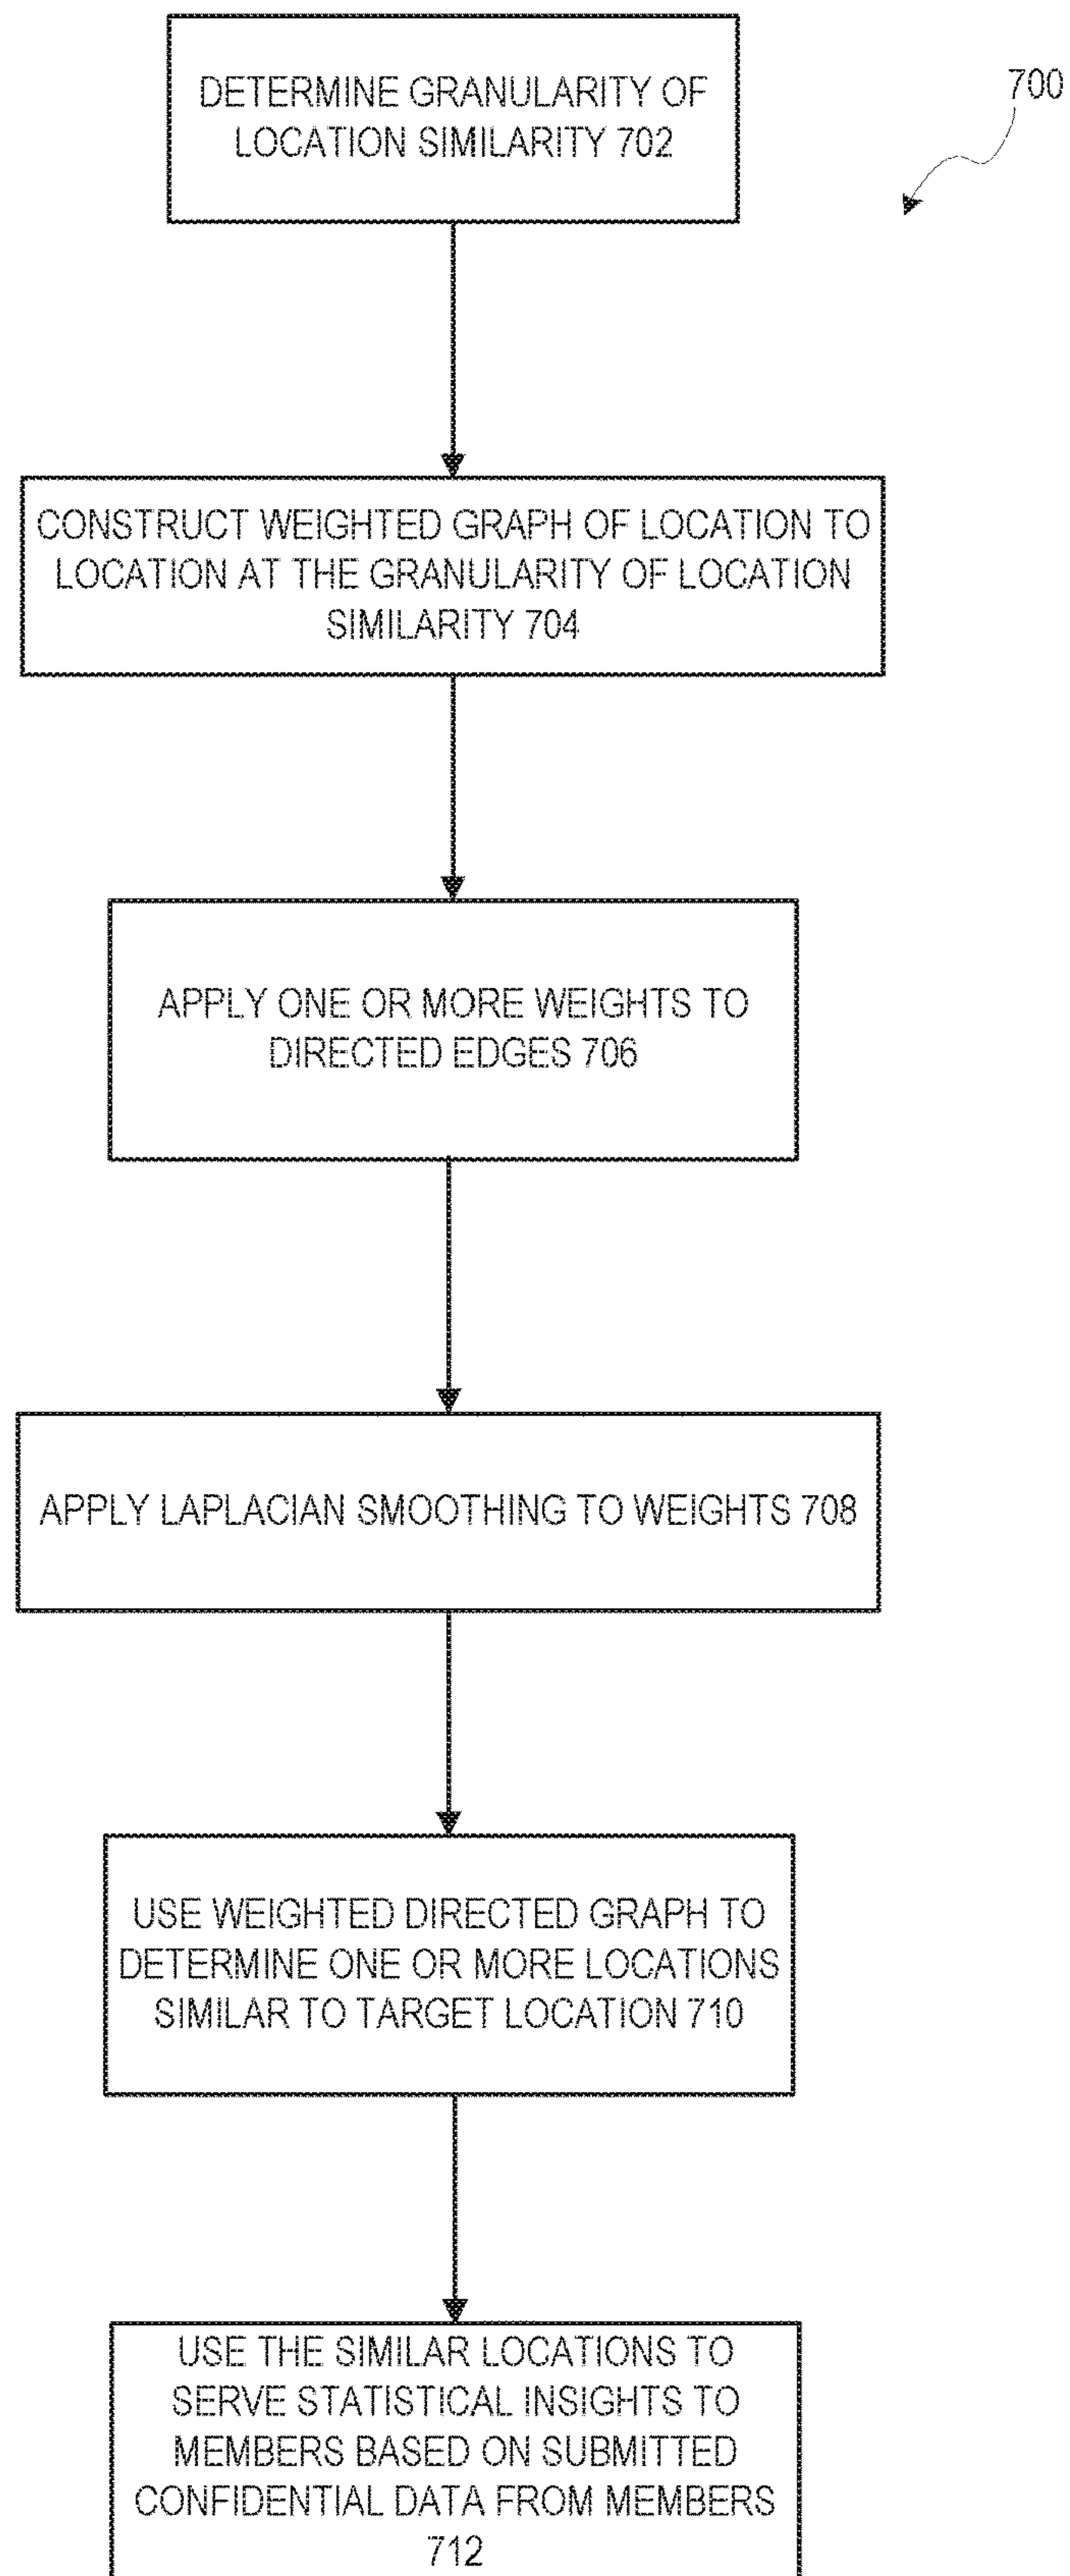 DETERMINE GRANULARITY OF
LOCATION SIMILARITY 702
700
CONSTRUCT WEIGHTED GRAPH OF LOCATION TO
LOCATION AT THE GRANULARITY OF LOCATION
SIMILARITY 704
APPLY ONE OR MORE WEIGHTS TO
DIRECTED EDGES 706
APPLY LAPLACIAN SMOOTHING TO WEIGHTS 708
USE WEIGHTED DIRECTED GRAPH TO
DETERMINE ONE OR MORE LOCATIONS
SIMILAR TO TARGET LOCATION 710
USE THE SIMILAR LOCATIONS TO
SERVE STATISTICAL INSIGHTS TO
MEMBERS BASED ON SUBMITTED
CONFIDENTIAL DATA FROM MEMBERS
712